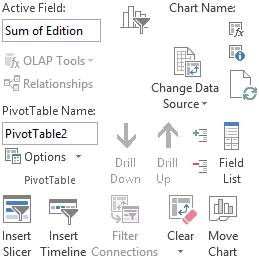 Active Field:
Chart Name:
Sum of Edition
OLAP Tools
Relationships
Change Data
Source
PivotTable Name:
PivotTable2
Options
PivotTable
Drill
Down
Drill
Up
Field
List
Insert
Slicer
Insert
Timeline
Filter
Connections
Clear
Move
Chart